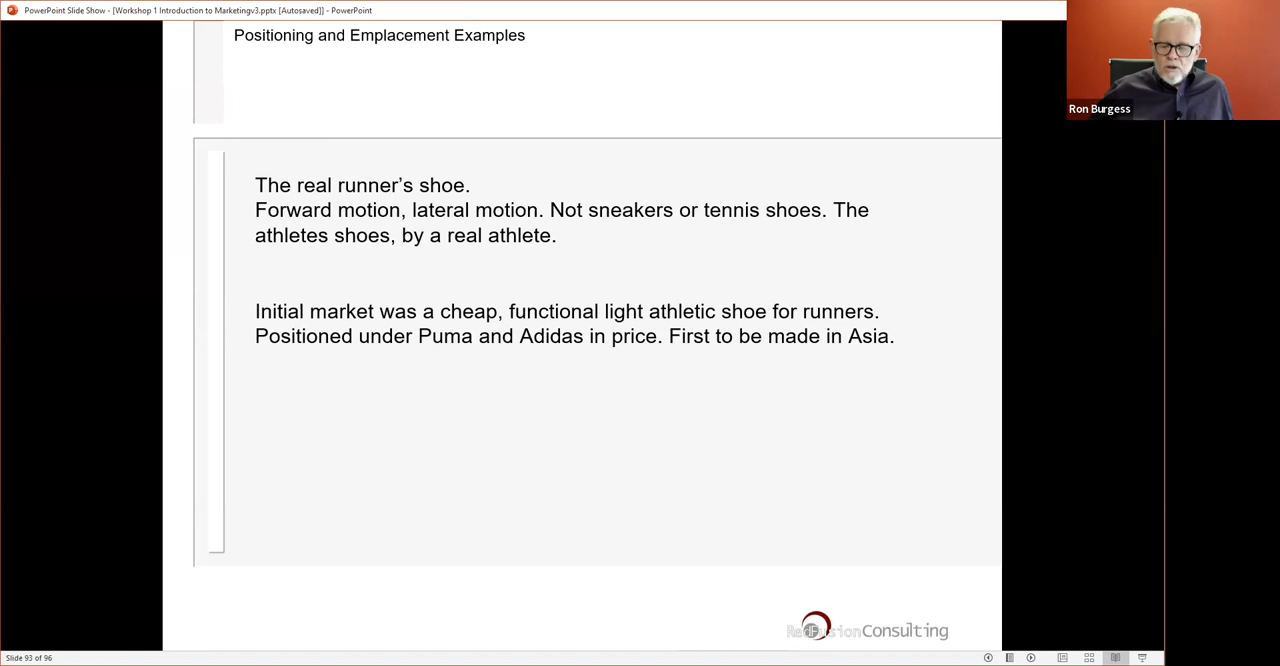 PowerPoint Slide Show - [Workshop 1 Introduction to Marketingv3.pptx [Autosaved]] - PowerPoint
Positioning and Emplacement Examples
Ron Burgess
The real runner's shoe.
Forward motion, lateral motion. Not sneakers or tennis shoes. The
athletes shoes, by a real athlete.
Initial market was a cheap, functional light athletic shoe for runners.
Positioned under Puma and Adidas in price. First to be made in Asia.
RedFusionConsulting
Slide 93 of 96